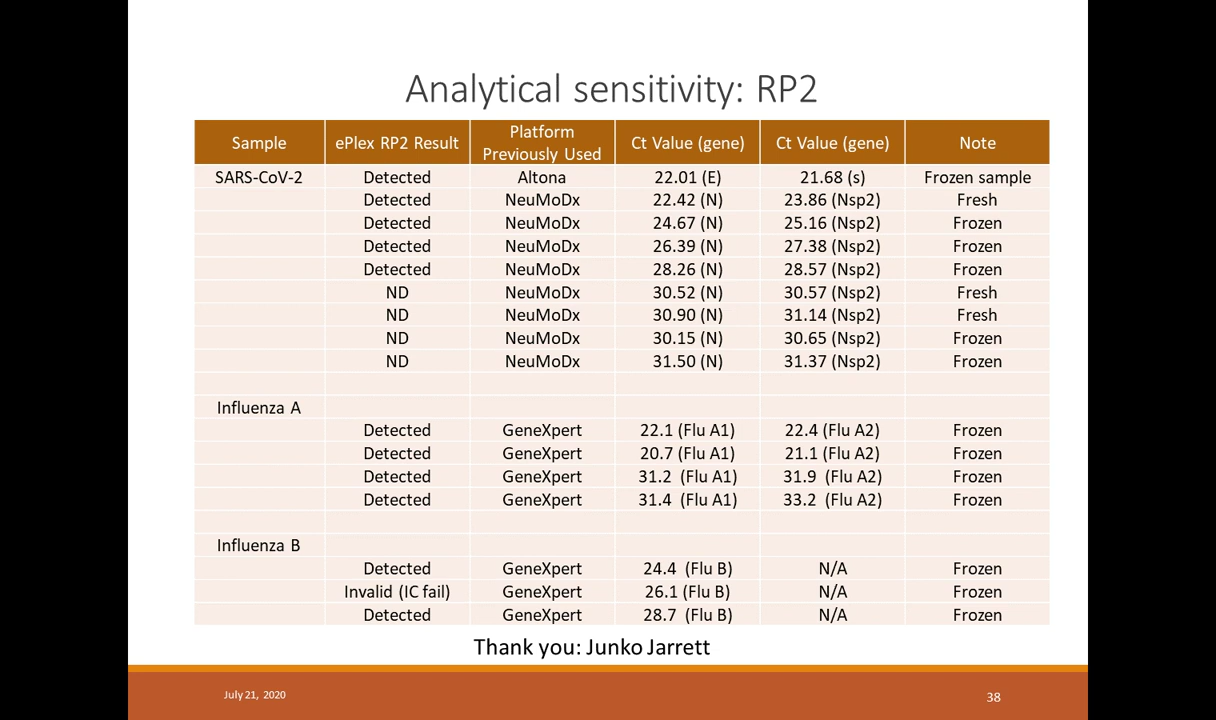 Analytical sensitivity: RP2
Sample ePlex RP2 Result Platform Previously Used Ct Value (gene) Ct Value (gene) Note
SARS-CoV-2 Detected Altona 22.01 (E) 21.68 (s) Frozen sample
Detected NeuMoDx 22.42 (N) 23.86 (Nsp2) Fresh
Detected NeuMoDx 24.67 (N) 25.16 (Nsp2) Frozen
Detected NeuMoDx 26.39 (N) 27.38 (Nsp2) Frozen
Detected NeuMoDx 28.26 (N) 28.57 (Nsp2) Frozen
ND NeuMoDx 30.52 (N) 30.57 (Nsp2) Fresh
ND NeuMoDx 30.90 (N) 31.14 (Nsp2) Fresh
ND NeuMoDx 30.15 (N) 30.65 (Nsp2) Frozen
ND NeuMoDx 31.50 (N) 31.37 (Nsp2) Frozen
Influenza A
Detected GeneXpert 22.1 (Flu A1) 22.4 (Flu A2) Frozen
Detected GeneXpert 20.7 (Flu A1) 21.1 (Flu A2) Frozen
Detected GeneXpert 31.2 (Flu A1) 31.9 (Flu A2) Frozen
Detected GeneXpert 31.4 (Flu A1) 33.2 (Flu A2) Frozen
Influenza B
Detected GeneXpert 24.4 (Flu B) N/A Frozen
Invalid (IC fail) GeneXpert 26.1 (Flu B) N/A Frozen
Detected GeneXpert 28.7 (Flu B) N/A Frozen
Thank you: Junko Jarrett
July 21, 2020 38